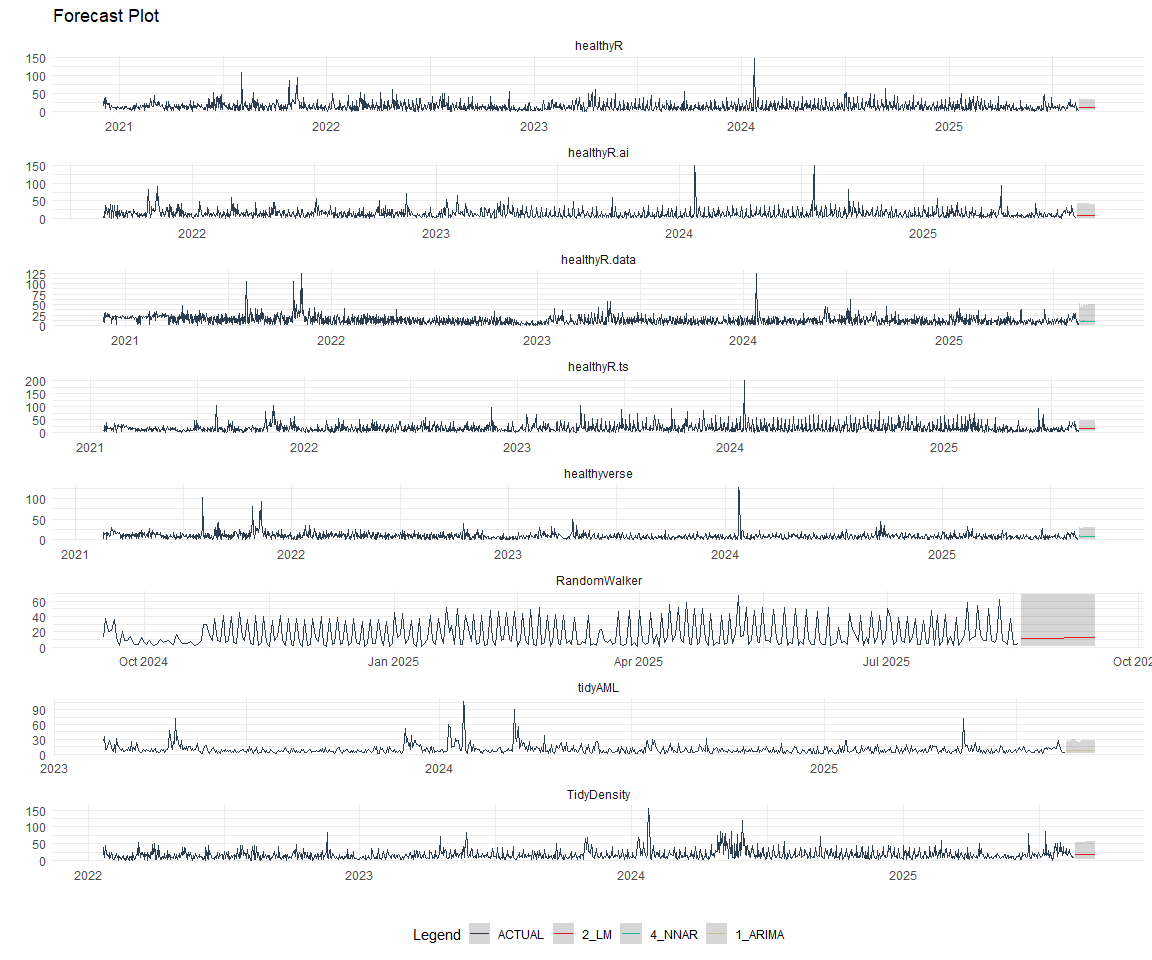 Forecast Plot
healthyR
150
100
50
0
2021 2022 2023 2024 2025
healthyR.ai
150
100
50
0
2022 2023 2024 2025
healthyR.data
125
100
75
50
25
0
2021 2022 2023 2024 2025
healthyR.ts
200
150
100
50
0
2021 2022 2023 2024 2025
healthyverse
100
50
0
2021 2022 2023 2024 2025
RandomWalker
60
40
20
0
Oct 2024 Jan 2025 Apr 2025 Jul 2025 Oct 202
tidyAML
90
60
30
0
2023 2024 2025
TidyDensity
150
100
50
0
2022 2023 2024 2025
Legend ACTUAL 2_LM 4_NNAR 1_ARIMA